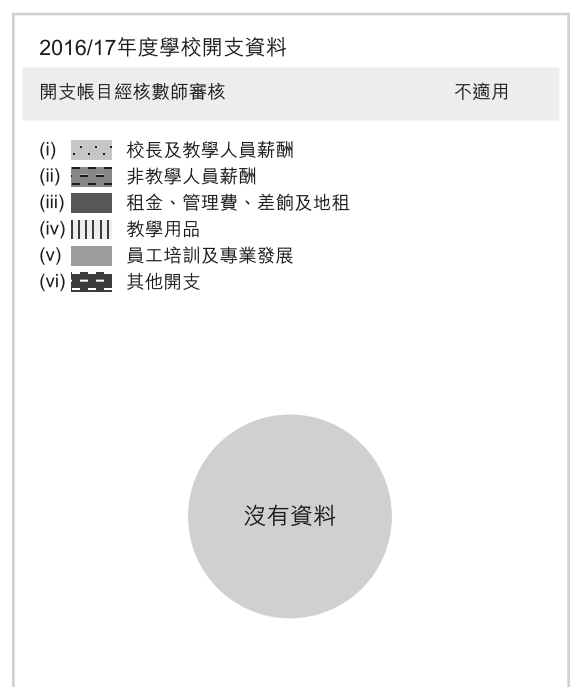 2016/17年度學校開支資料
開支帳目經核數師審核 不適用
(i) 校長及教學人員薪酬
(ii) 非教學人員薪酬
(iii) 租金、管理費、差餉及地租
(iv) 教學用品
(v) 員工培訓及專業發展
(vi) 其他開支
沒有資料